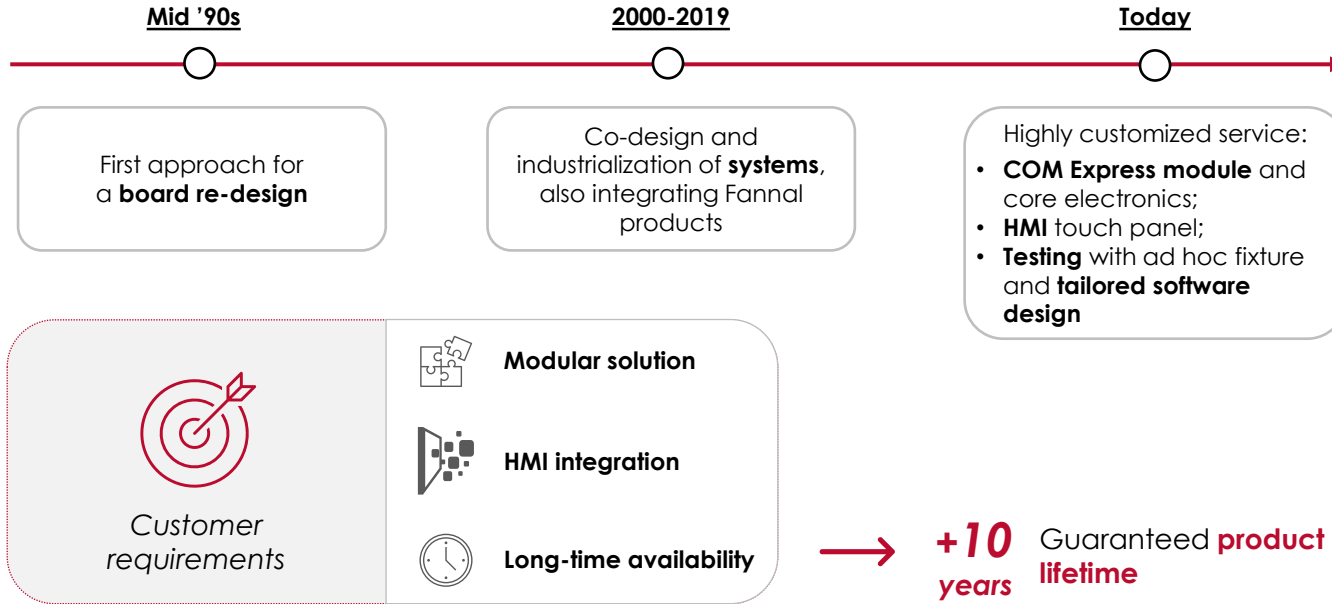 Mid '90s
2000-2019
Today
First approach for
a board re-design
Co-design and
industrialization of systems,
also integrating Fannal
products
Highly customized service:
• COM Express module and
core electronics;
• HMI touch panel;
• Testing with ad hoc fixture
and tailored software
design
Customer
requirements
Modular solution
HMI integration
Long-time availability
+10
years
Guaranteed product
lifetime